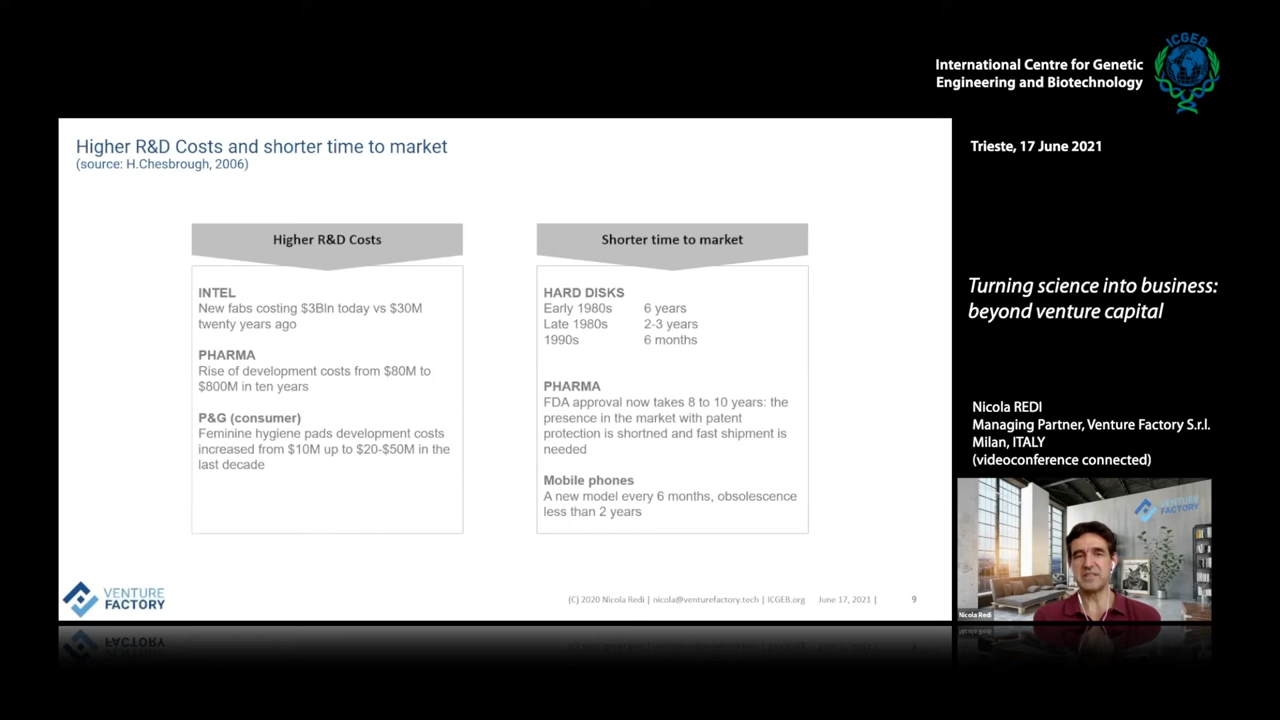 ICGEB
International Centre for Genetic
Engineering and Biotechnology
Trieste, 17 June 2021
Higher R&D Costs and shorter time to market
(source: H.Chesbrough, 2006)
Higher R&D Costs
INTEL
New fabs costing $3Bln today vs $30M
twenty years ago
PHARMA
Rise of development costs from $80M to
$800M in ten years
P&G (consumer)
Feminine hygiene pads development costs
increased from $10M up to $20-$50M in the
last decade
Shorter time to market
HARD DISKS
Early 1980s 6 years
Late 1980s 2-3 years
1990s 6 months
PHARMA
FDA approval now takes 8 to 10 years: the
presence in the market with patent
protection is shortned and fast shipment is
needed
Mobile phones
A new model every 6 months, obsolescence
less than 2 years
VENTURE
FACTORY
(C) 2020 Nicola Redi | nicola@venturefactory.tech | ICGEB.org June 17, 2021 | 9
Turning science into business:
beyond venture capital
Nicola REDI
Managing Partner, Venture Factory S.r.l.
Milan, ITALY
(videoconference connected)
VENTURE
FACTORY
Nicola Redi